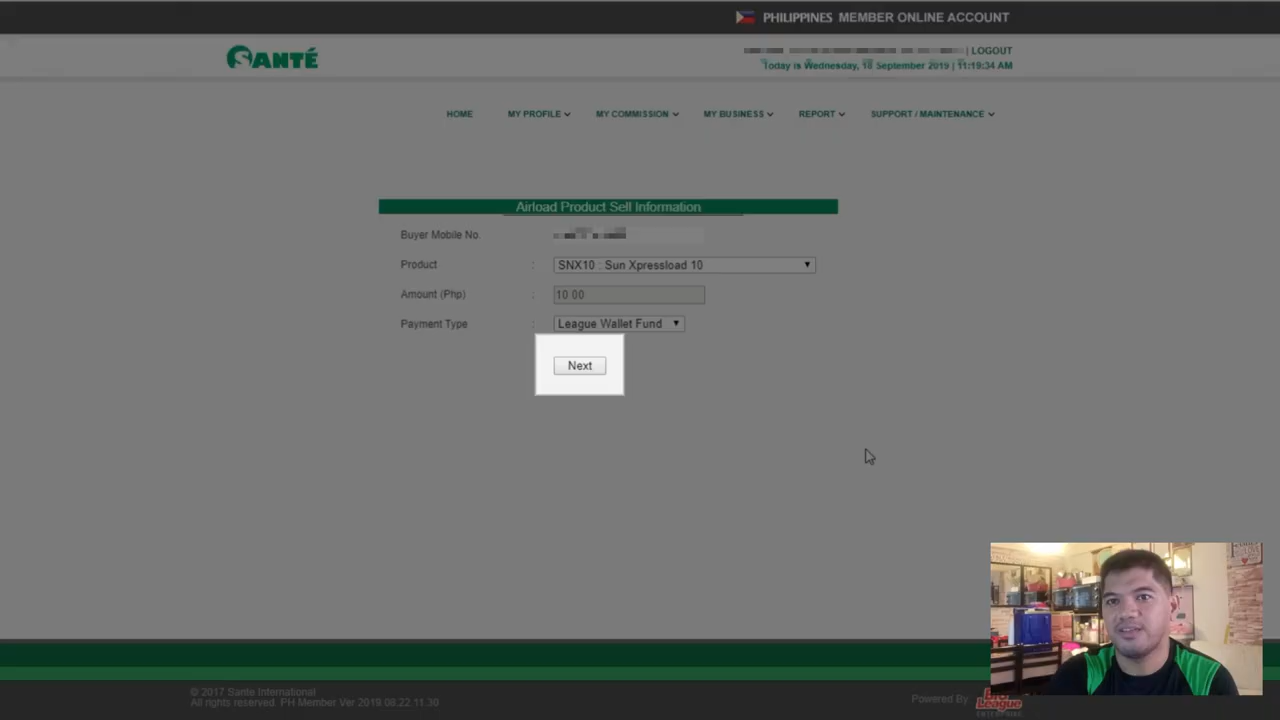 PHILIPPINES MEMBER ONLINE ACCOUNT
SANTÉ
| LOGOUT
Today is Wednesday, 18 September 2019 | 11:19:34 AM
HOME MY PROFILE MY COMMISSION MY BUSINESS REPORT SUPPORT / MAINTENANCE
Airload Product Sell Information
Buyer Mobile No.
Product : SNX10 : Sun Xpressload 10
Amount (Php) : 10.00
Payment Type : League Wallet Fund
Next
© 2017 Sante International
All rights reserved. PH Member Ver 2019.08.22.11.30
Powered By
League
ENTERPRISE